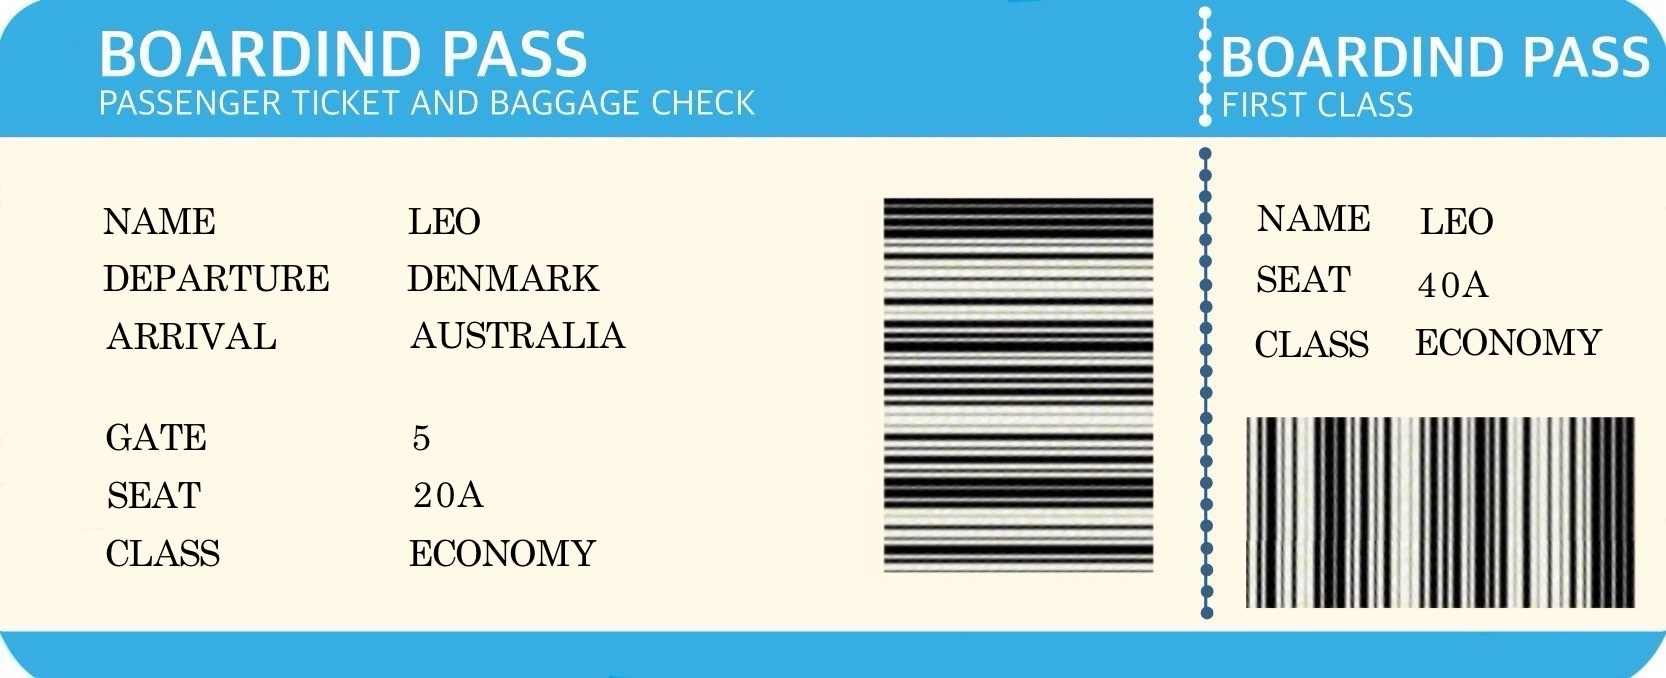 BOARDIND PASS
PASSENGER TICKET AND BAGGAGE CHECK
NAME LEO
DEPARTURE DENMARK
ARRIVAL AUSTRALIA
GATE 5
SEAT 20A
CLASS ECONOMY
BOARDIND PASS
FIRST CLASS
NAME LEO
SEAT 40A
CLASS ECONOMY